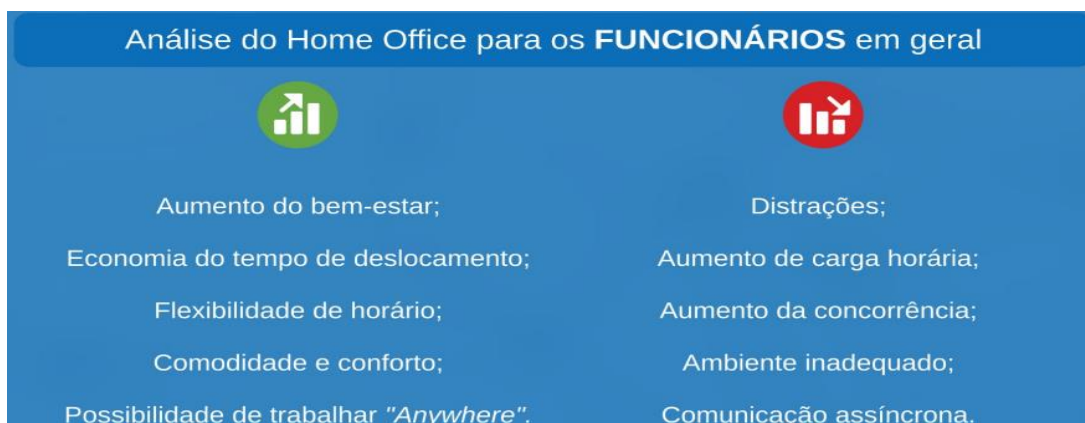 Análise do Home Office para os FUNCIONÁRIOS em geral
Aumento do bem-estar;
Economia do tempo de deslocamento;
Flexibilidade de horário;
Comodidade e conforto;
Possibilidade de trabalhar "Anywhere".
Distrações;
Aumento de carga horária;
Aumento da concorrência;
Ambiente inadequado;
Comunicação assíncrona.